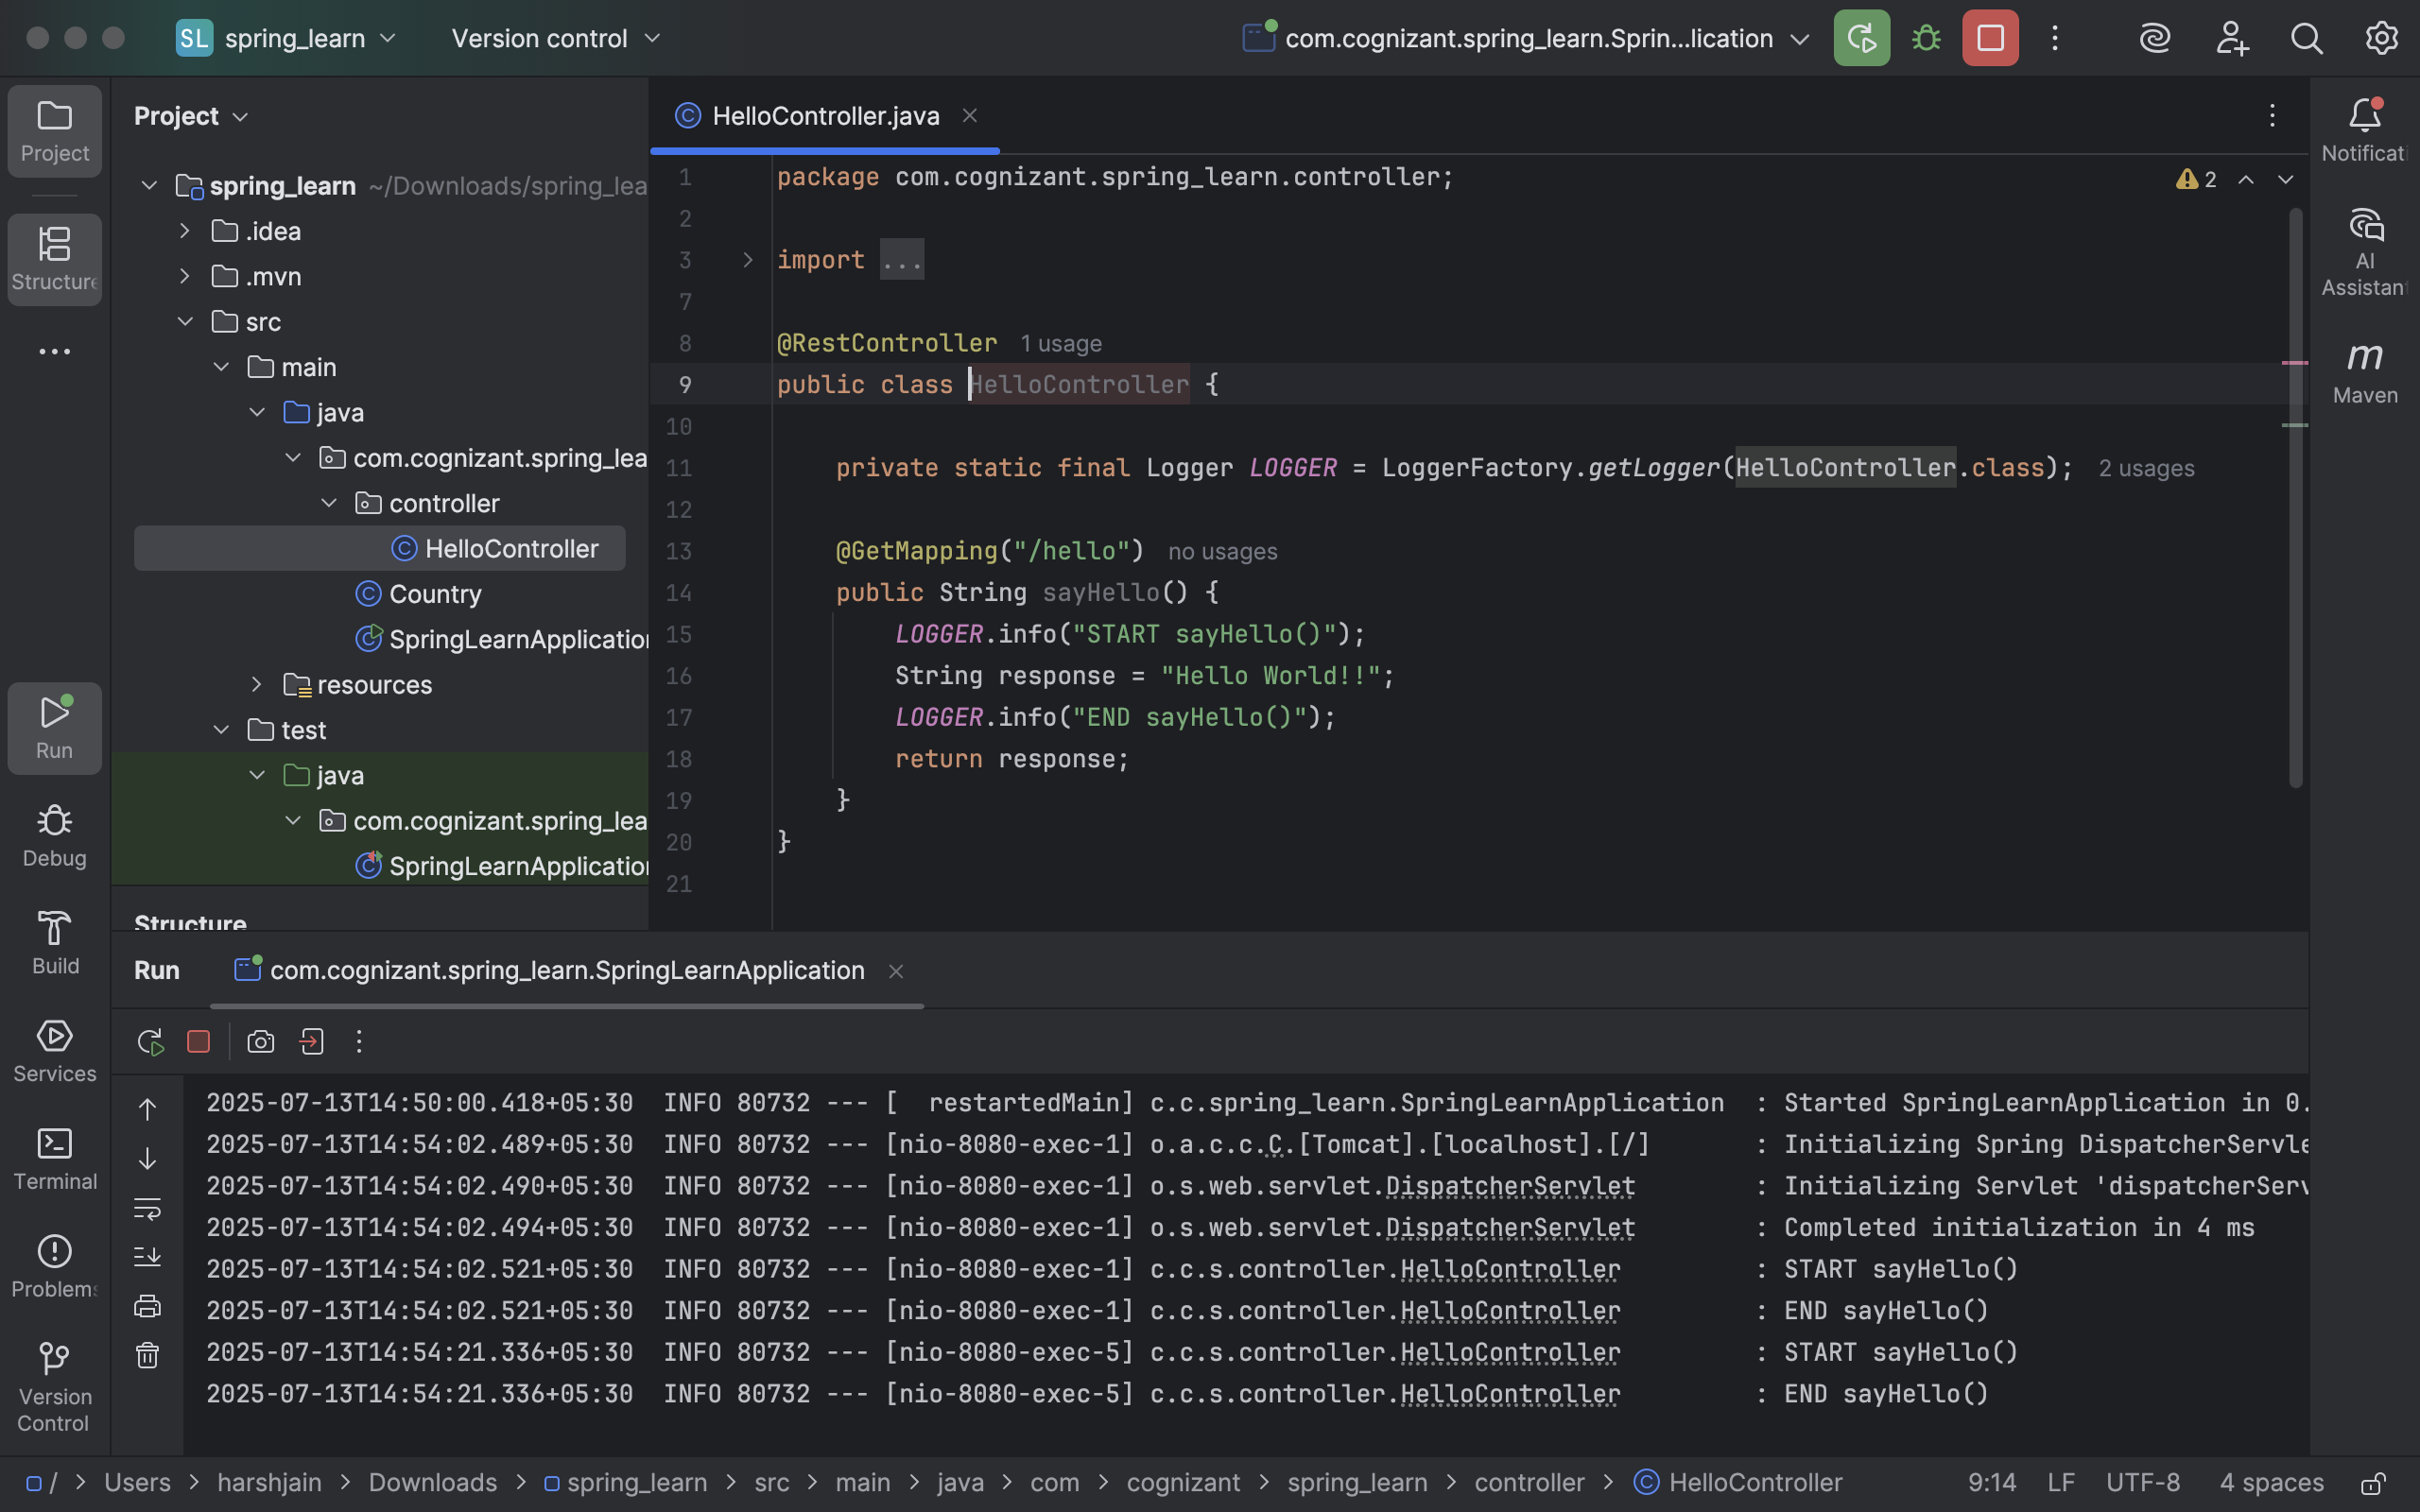 SL spring_learn Version control com.cognizant.spring_learn.Sprin...lication
Project
Structure
Run
Debug
Build
Services
Terminal
Problems
Version
Control
Project
spring_learn ~/Downloads/spring_lea
.idea
.mvn
src
main
java
com.cognizant.spring_lea
controller
HelloController
Country
SpringLearnApplication
resources
test
java
com.cognizant.spring_lea
SpringLearnApplication
Structure
HelloController.java
2
1 package com.cognizant.spring_learn.controller;
2
3 import ...
7
8 @RestController 1 usage
9 public class HelloController {
10
11 private static final Logger LOGGER = LoggerFactory.getLogger(HelloController.class); 2 usages
12
13 @GetMapping("/hello") no usages
14 public String sayHello() {
15 LOGGER.info("START sayHello()");
16 String response = "Hello World!!";
17 LOGGER.info("END sayHello()");
18 return response;
19 }
20 }
21
Notificati
AI
Assistant
m
Maven
Run com.cognizant.spring_learn.SpringLearnApplication
2025-07-13T14:50:00.418+05:30 INFO 80732 --- [ restartedMain] c.c.spring_learn.SpringLearnApplication : Started SpringLearnApplication in 0.
2025-07-13T14:54:02.489+05:30 INFO 80732 --- [nio-8080-exec-1] o.a.c.c.C.[Tomcat].[localhost].[/] : Initializing Spring DispatcherServle
2025-07-13T14:54:02.490+05:30 INFO 80732 --- [nio-8080-exec-1] o.s.web.servlet.DispatcherServlet : Initializing Servlet 'dispatcherServ
2025-07-13T14:54:02.494+05:30 INFO 80732 --- [nio-8080-exec-1] o.s.web.servlet.DispatcherServlet : Completed initialization in 4 ms
2025-07-13T14:54:02.521+05:30 INFO 80732 --- [nio-8080-exec-1] c.c.s.controller.HelloController : START sayHello()
2025-07-13T14:54:02.521+05:30 INFO 80732 --- [nio-8080-exec-1] c.c.s.controller.HelloController : END sayHello()
2025-07-13T14:54:21.336+05:30 INFO 80732 --- [nio-8080-exec-5] c.c.s.controller.HelloController : START sayHello()
2025-07-13T14:54:21.336+05:30 INFO 80732 --- [nio-8080-exec-5] c.c.s.controller.HelloController : END sayHello()
/ > Users > harshjain > Downloads > spring_learn > src > main > java > com > cognizant > spring_learn > controller > HelloController 9:14 LF UTF-8 4 spaces